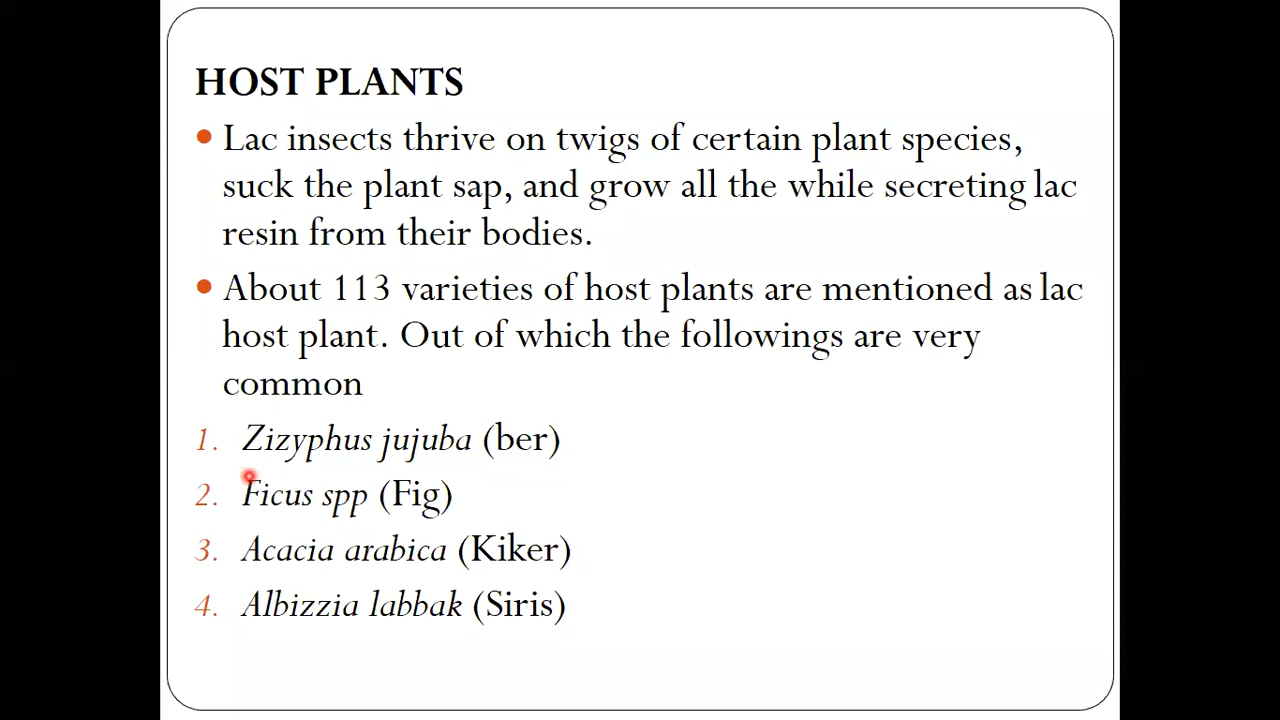 HOST PLANTS
• Lac insects thrive on twigs of certain plant species,
suck the plant sap, and grow all the while secreting lac
resin from their bodies.
• About 113 varieties of host plants are mentioned as lac
host plant. Out of which the followings are very
common
1. Zizyphus jujuba (ber)
2. Ficus spp (Fig)
3. Acacia arabica (Kiker)
4. Albizzia labbak (Siris)